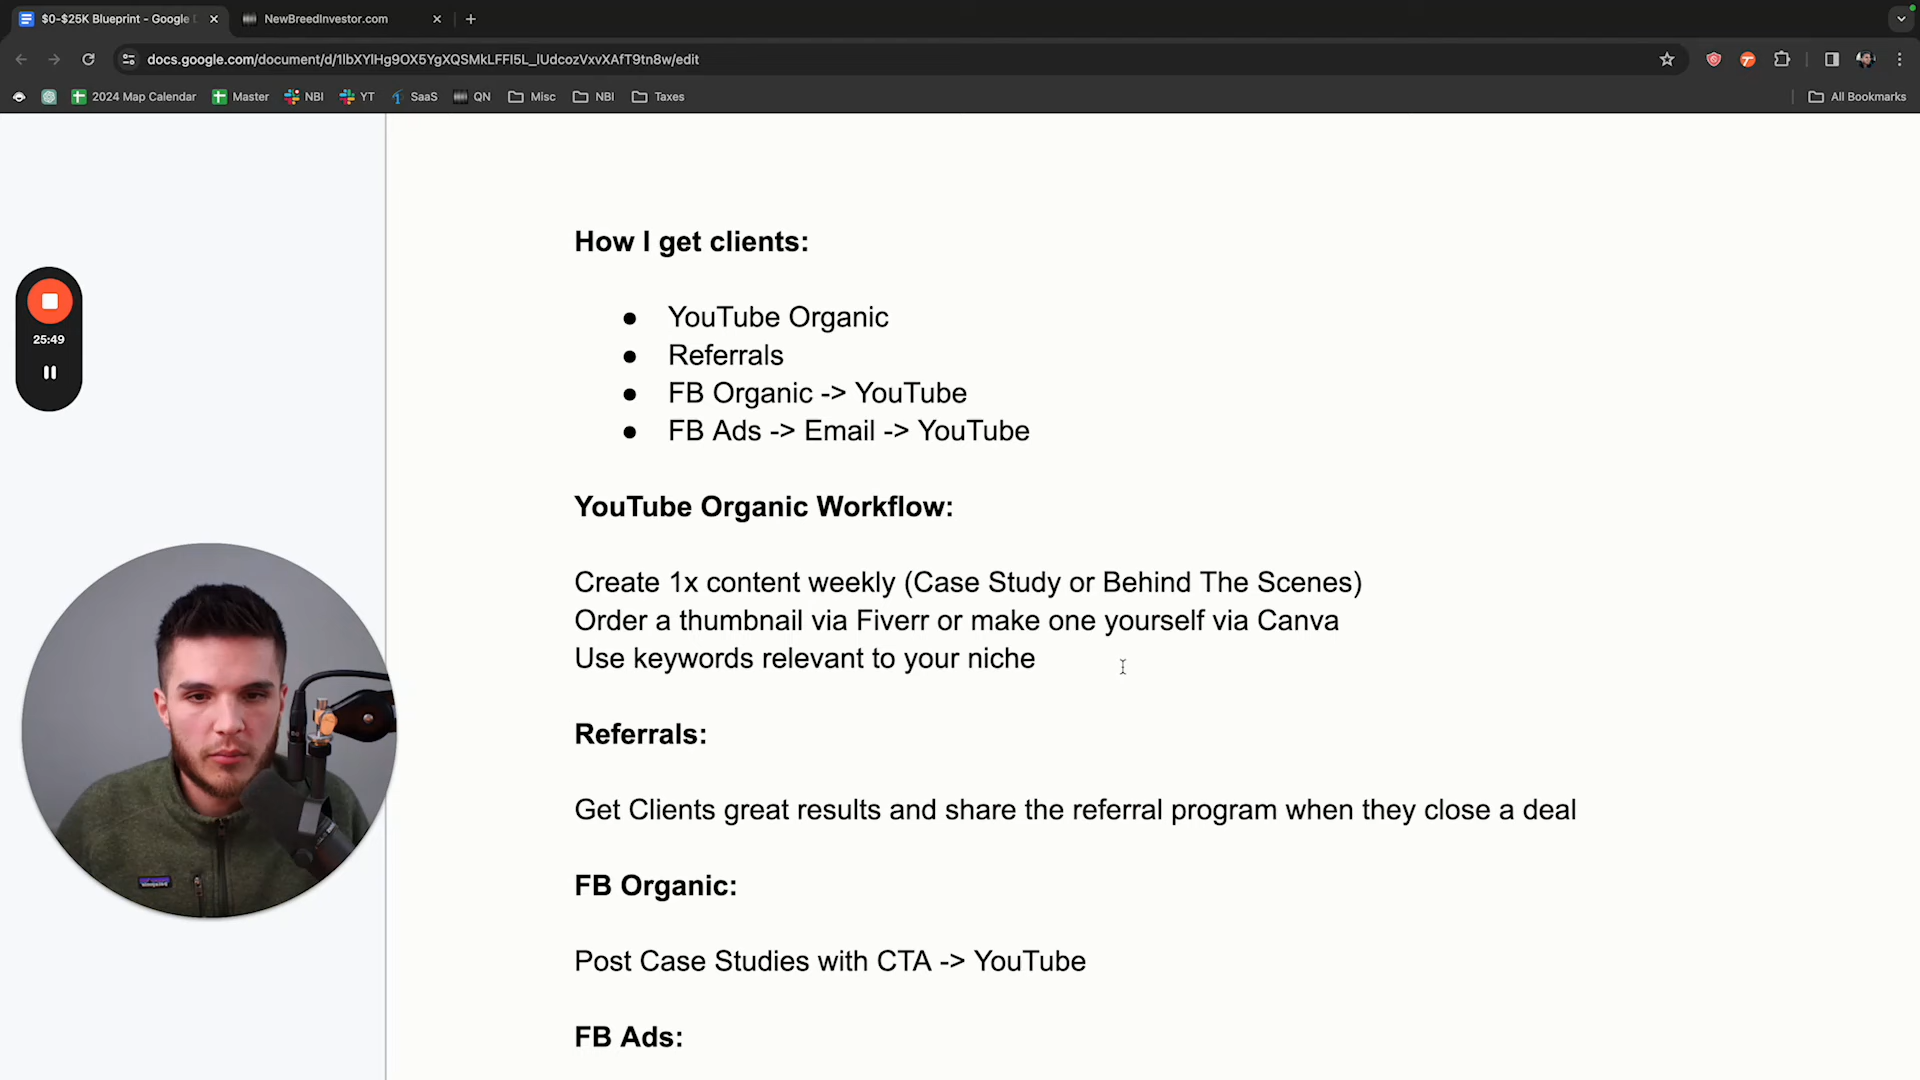 $0-$25K Blueprint - Google
NewBreedInvestor.com
docs.google.com/document/d/1lbXYlHg9OX5YgXQSMkLFFI5L_lUdcozVxvXAfT9tn8w/edit
2024 Map Calendar
Master
NBI
YT
SaaS
QN
Misc
NBI
Taxes
All Bookmarks
How I get clients:
● YouTube Organic
● Referrals
● FB Organic -> YouTube
● FB Ads -> Email -> YouTube
25:49
YouTube Organic Workflow:
Create 1x content weekly (Case Study or Behind The Scenes)
Order a thumbnail via Fiverr or make one yourself via Canva
Use keywords relevant to your niche
Referrals:
Get Clients great results and share the referral program when they close a deal
FB Organic:
Post Case Studies with CTA -> YouTube
FB Ads: